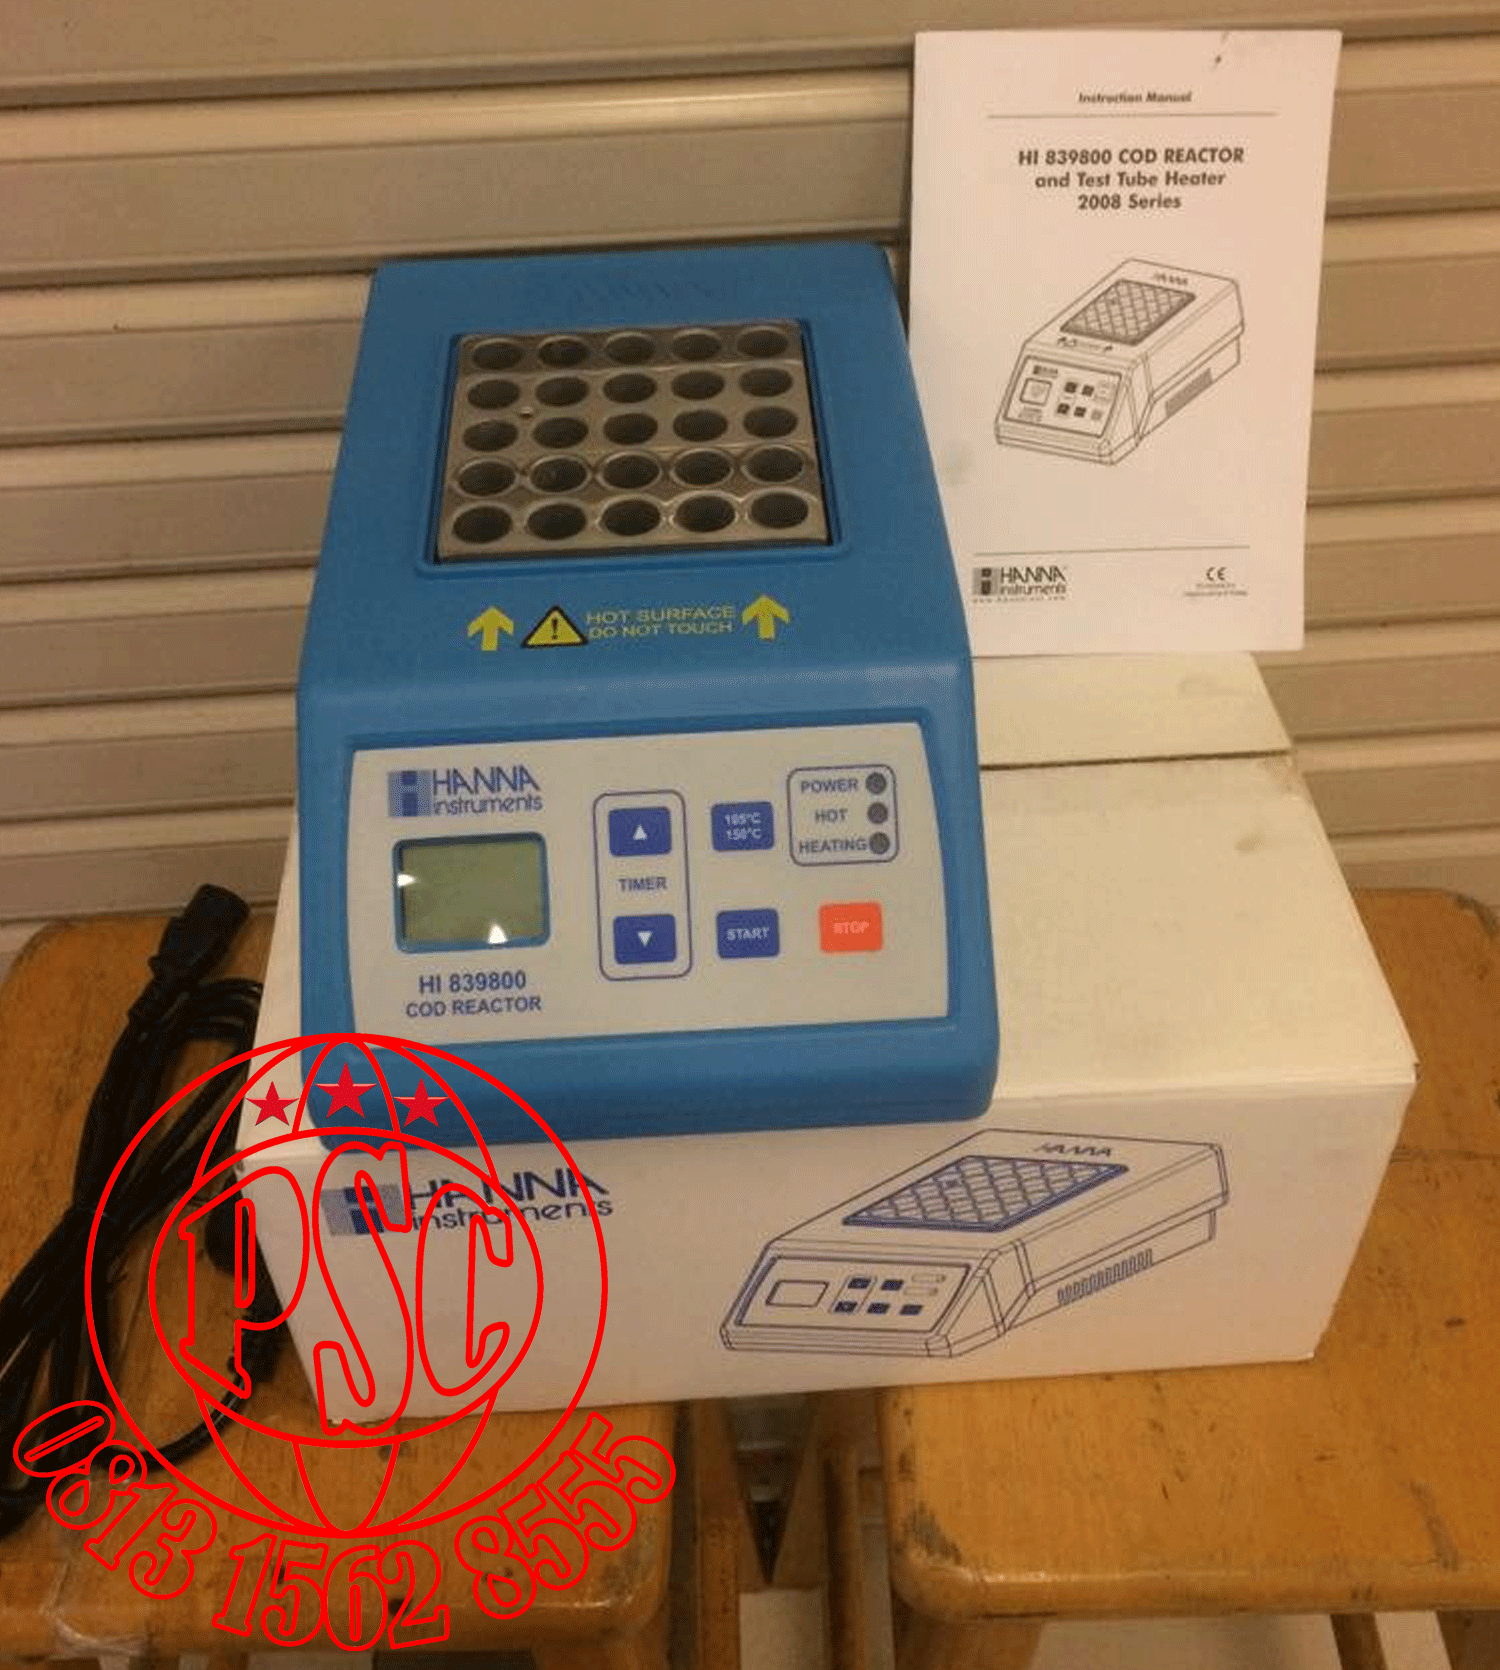 Instruction Manual
HI 839800 COD REACTOR
and Test Tube Heater
2008 Series
HANNA
HANNA
instruments
CE
HOT SURFACE
DO NOT TOUCH
HANNA
instruments
POWER
HOT
HEATING
105°C
150°C
TIMER
START
STOP
HI 839800
COD REACTOR
HANNA
instruments
HANNA
PSC
0813 1562 8555